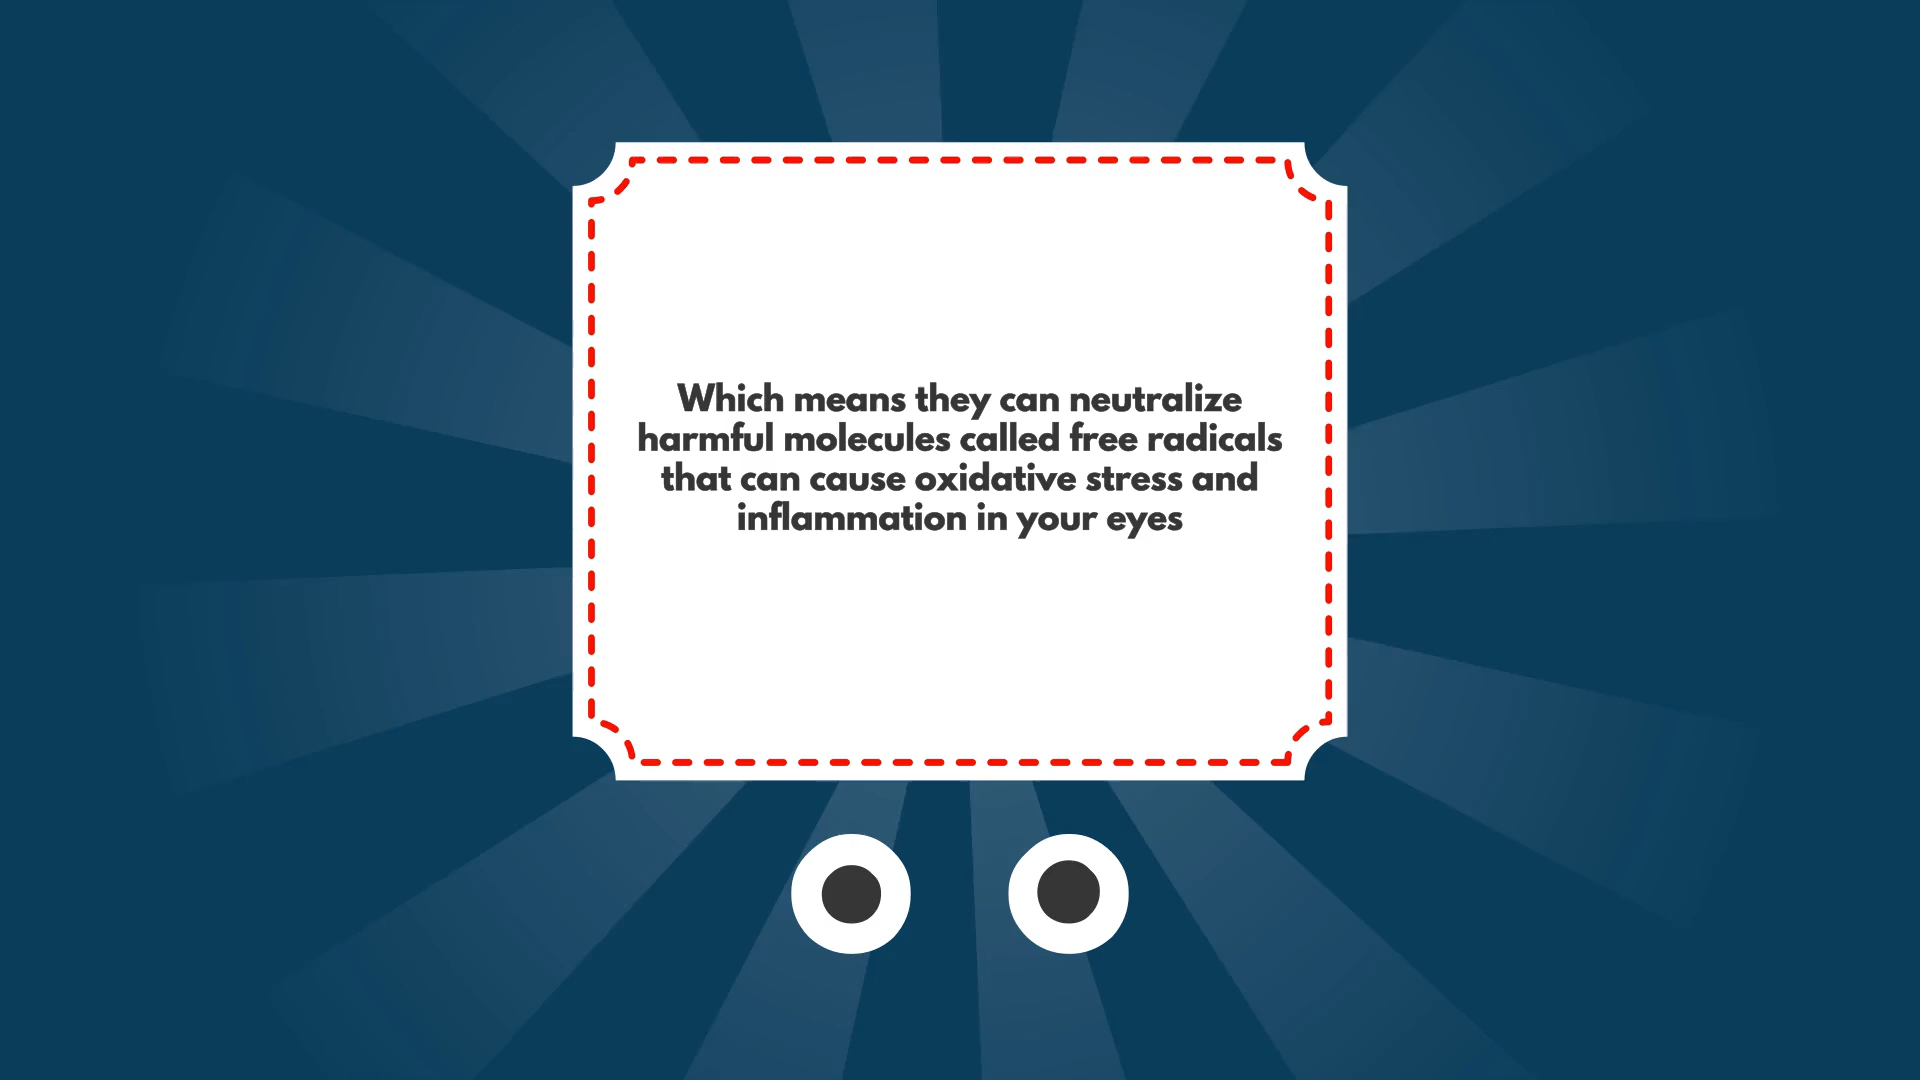 Which means they can neutralize
harmful molecules called free radicals
that can cause oxidative stress and
inflammation in your eyes